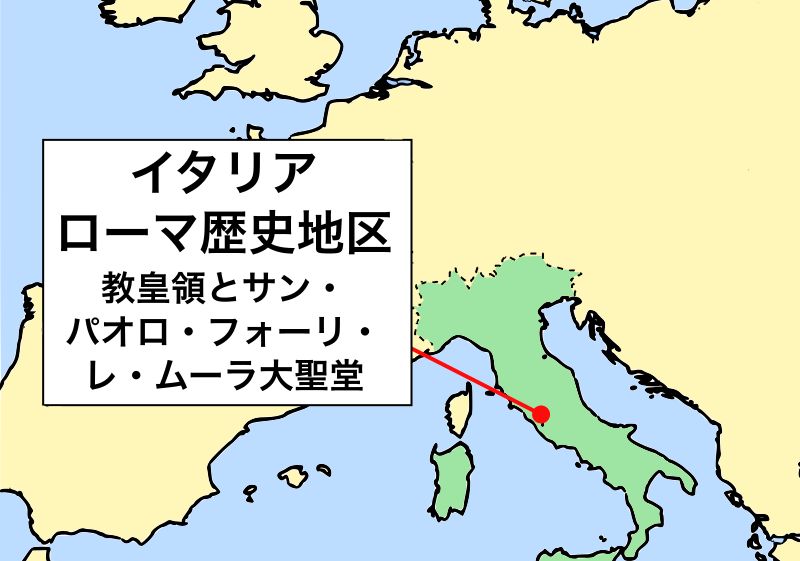 イタリア
ローマ歴史地区
教皇領とサン・
パオロ・フォーリ・
レ・ムーラ大聖堂